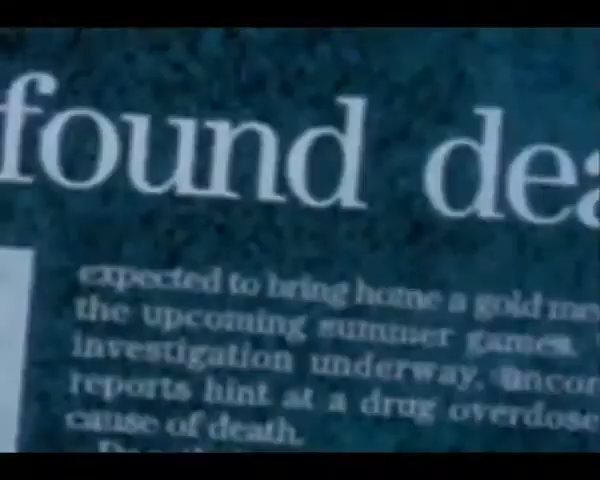 found dea
expected to bring home a gold me
the upcoming summer games.
investigation underway. Uncon
reports hint at a drug overdose
cause of death.